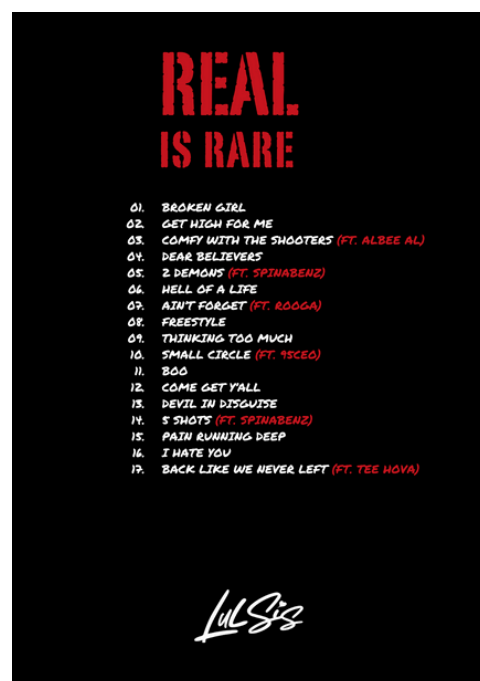 REAL
IS RARE
01. BROKEN GIRL
02. GET HIGH FOR ME
03. COMFY WITH THE SHOOTERS (FT. ALBEE AL)
04. DEAR BELIEVERS
05. 2 DEMONS (FT. SPINABENZ)
06. HELL OF A LIFE
07. AIN'T FORGET (FT. ROOGA)
08. FREESTYLE
09. THINKING TOO MUCH
10. SMALL CIRCLE (FT. 95CEO)
11. BOO
12. COME GET Y'ALL
13. DEVIL IN DISGUISE
14. 5 SHOTS (FT. SPINABENZ)
15. PAIN RUNNING DEEP
16. I HATE YOU
17. BACK LIKE WE NEVER LEFT (FT. TEE HOVA)
LuL Sis